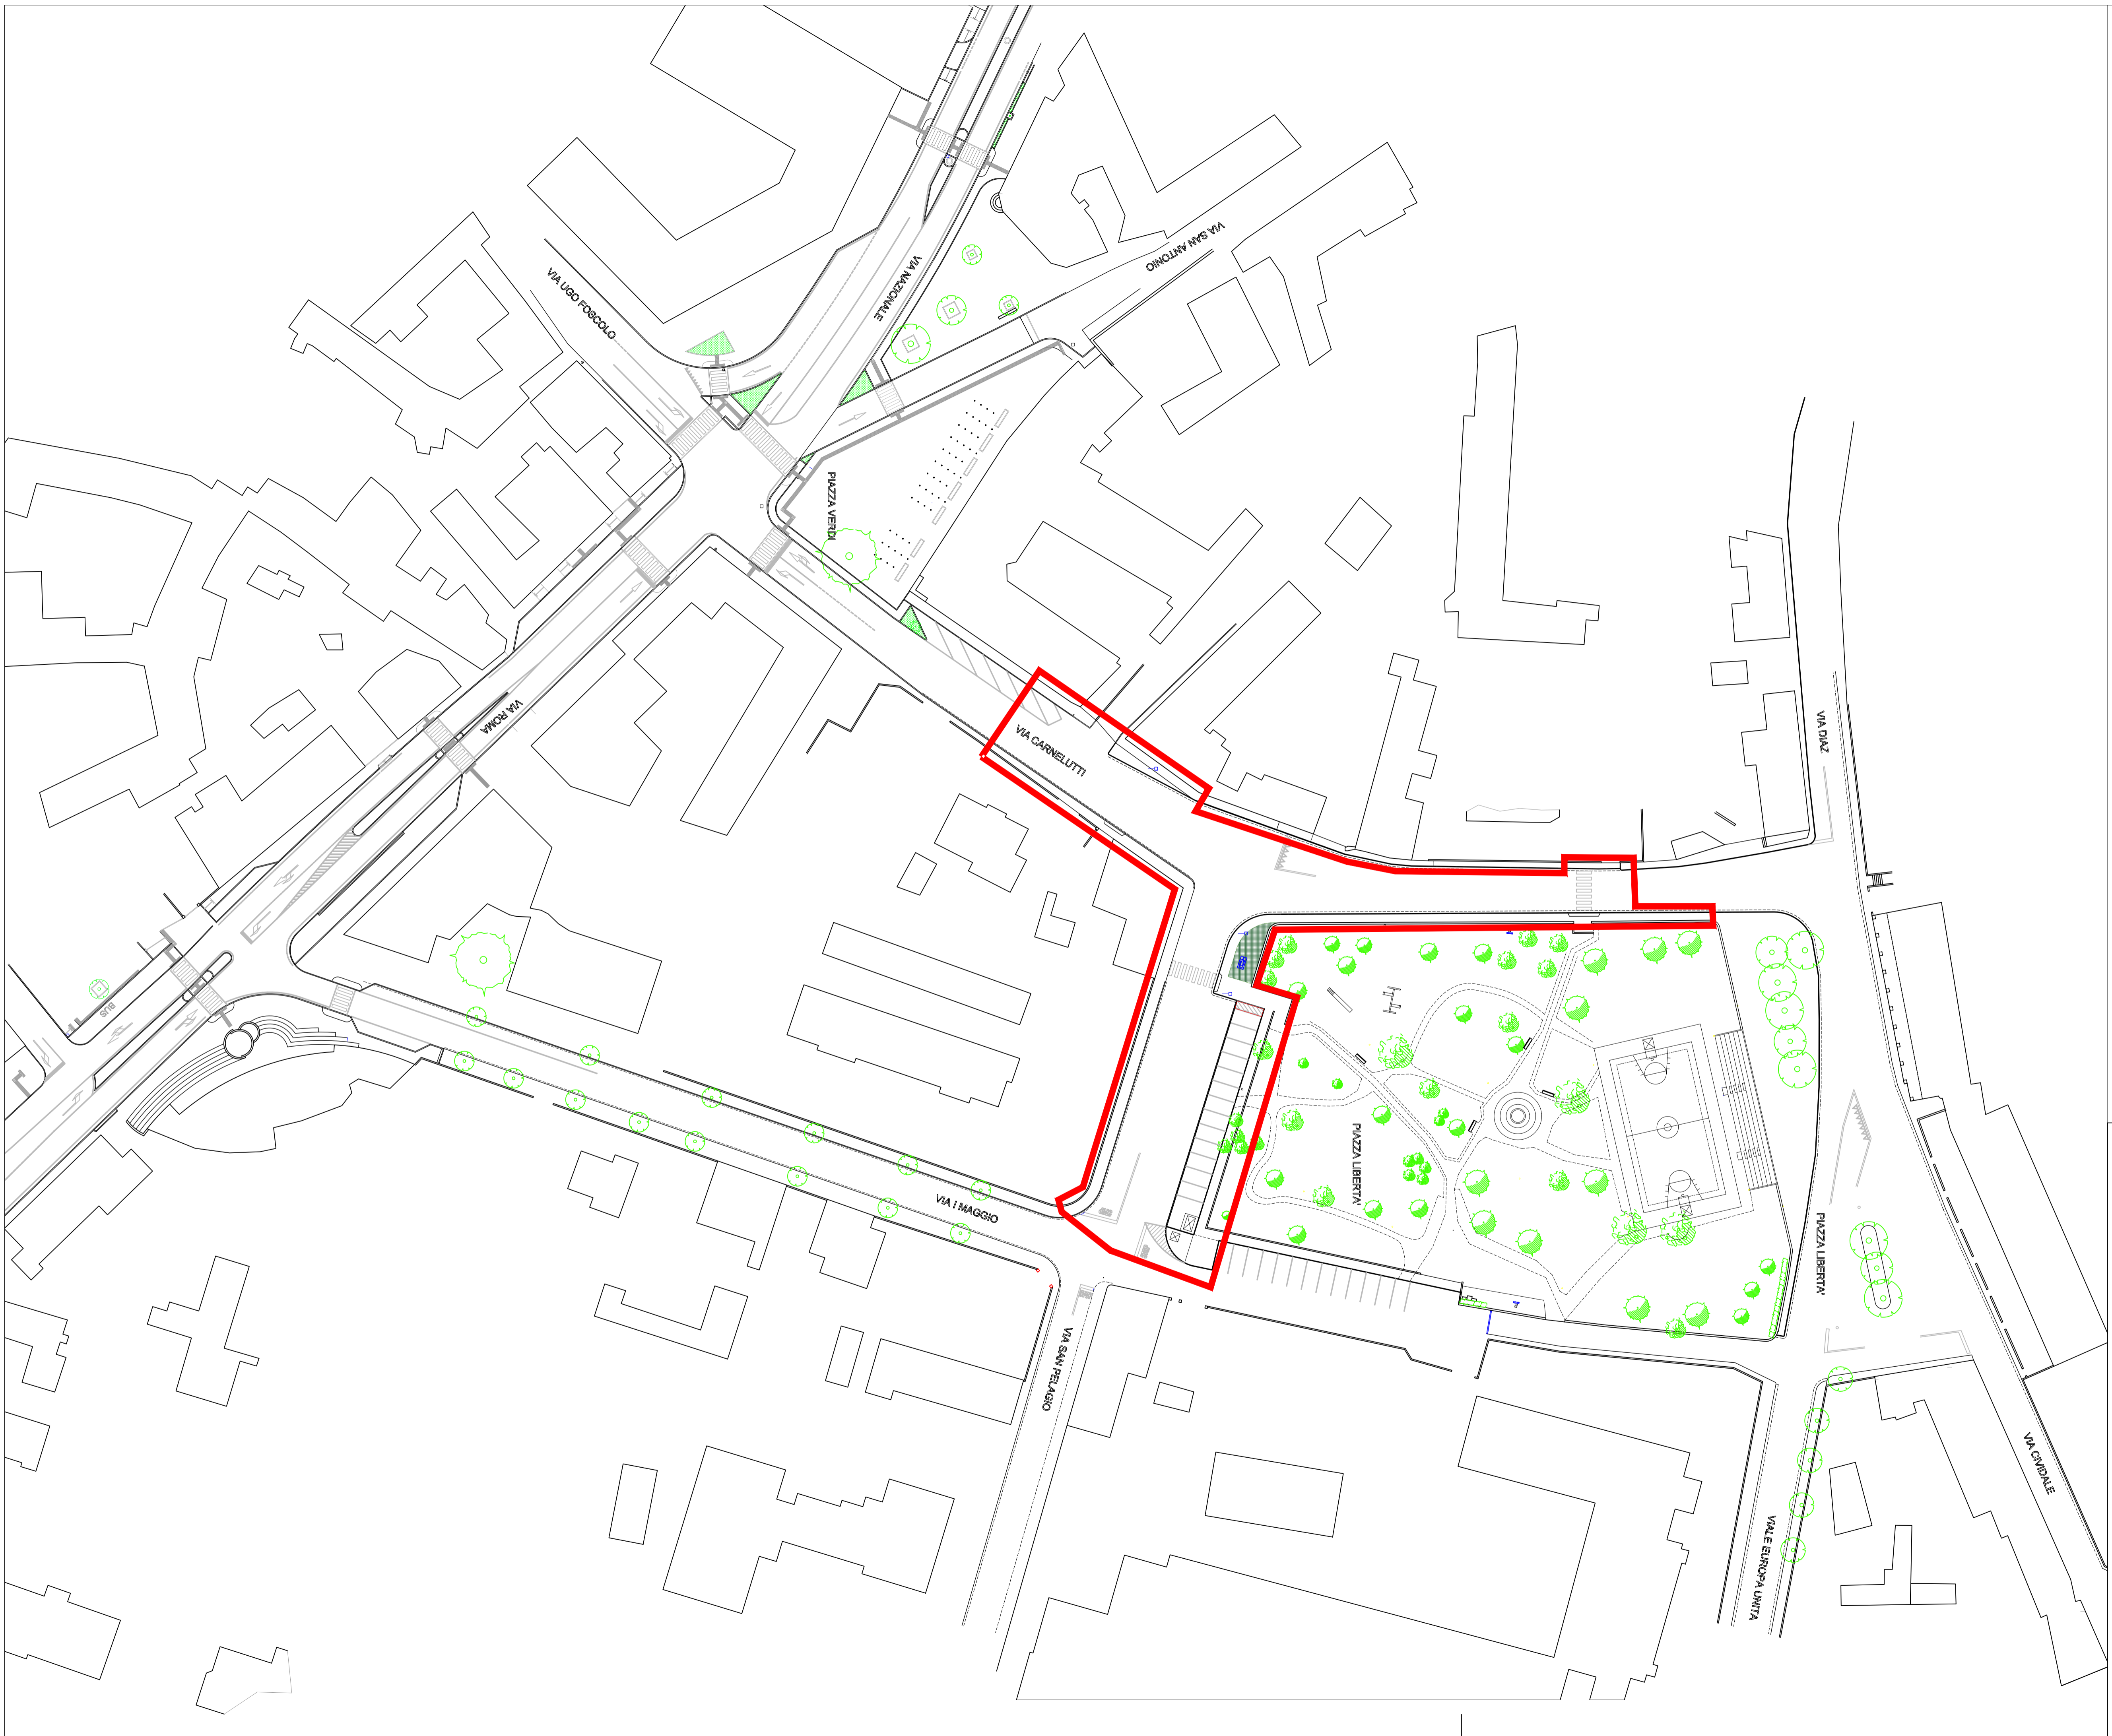 VIA SAN ANTONIO
VIA NAZIONALE
VIA UGO FOSCOLO
PIAZZA VERDI
VIA ROMA
VIA CARNELUTTI
VIA DIAZ
BUS
PIAZZA LIBERTA'
VIA I MAGGIO
PIAZZA LIBERTA'
VIA SAN PELAGIO
VIA CIVIDALE
VIALE EUROPA UNITA